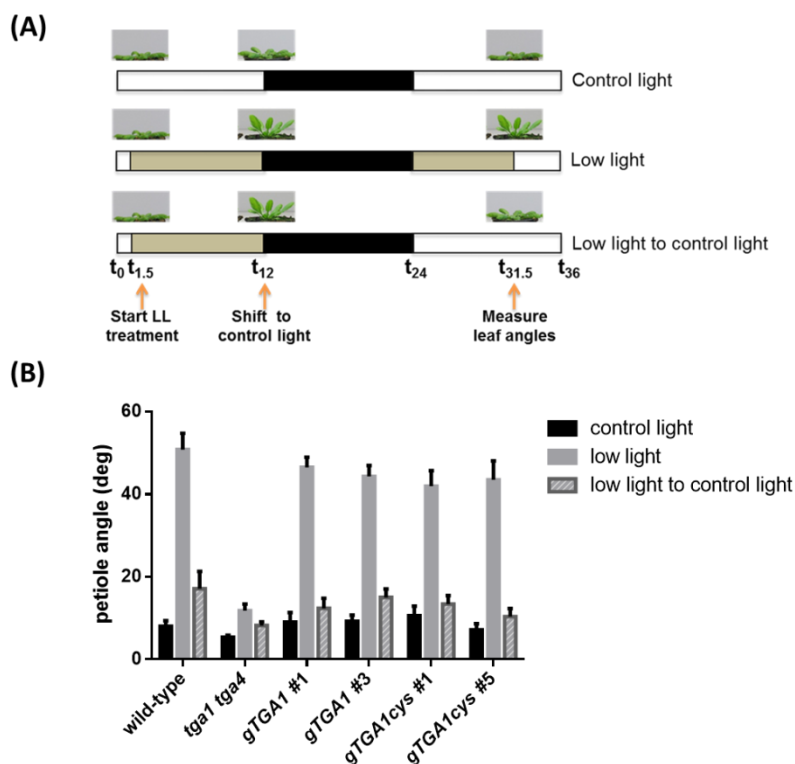 (A)
Control light
Low light
Low light to control light
t0 t1.5 t12 t24 t31.5 t36
Start LL treatment
Shift to control light
Measure leaf angles
(B)
petiole angle (deg)
60
40
20
0
control light
low light
low light to control light
wild-type
tga1 tga4
gTGA1 #1
gTGA1 #3
gTGA1cys #1
gTGA1cys #5